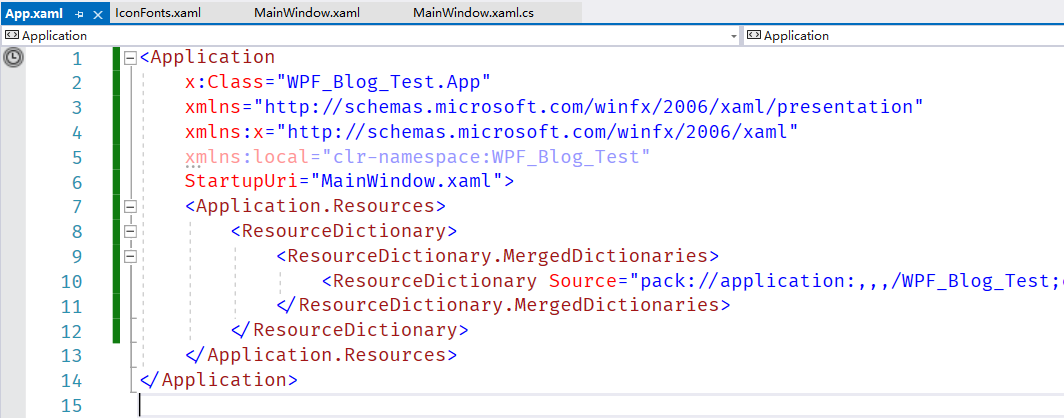 App.xaml IconFonts.xaml MainWindow.xaml MainWindow.xaml.cs
Application Application
1 <Application
2 x:Class="WPF_Blog_Test.App"
3 xmlns="http://schemas.microsoft.com/winfx/2006/xaml/presentation"
4 xmlns:x="http://schemas.microsoft.com/winfx/2006/xaml"
5 xmlns:local="clr-namespace:WPF_Blog_Test"
6 StartupUri="MainWindow.xaml">
7 <Application.Resources>
8 <ResourceDictionary>
9 <ResourceDictionary.MergedDictionaries>
10 <ResourceDictionary Source="pack://application:,,,/WPF_Blog_Test;
11 </ResourceDictionary.MergedDictionaries>
12 </ResourceDictionary>
13 </Application.Resources>
14 </Application>
15